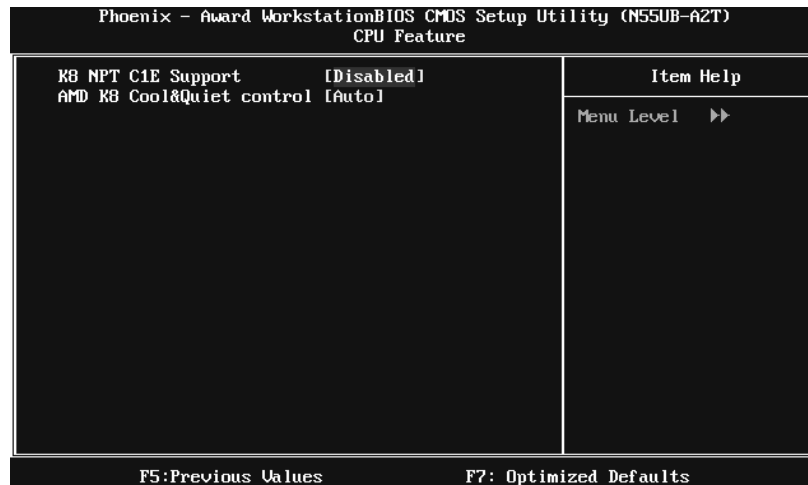 Phoenix - Award WorkstationBIOS CMOS Setup Utility (N55UB-A2T)
CPU Feature
K8 NPT C1E Support [Disabled]
AMD K8 Cool&Quiet control [Auto]
Item Help
Menu Level ▶▶
F5:Previous Values F7: Optimized Defaults